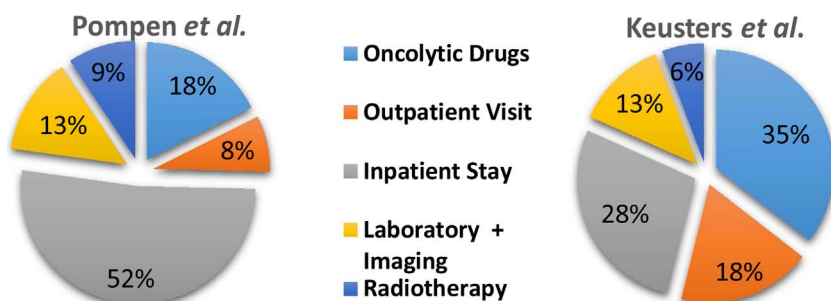 Pompen et al.
Keusters et al.
9%
18%
13%
8%
52%
Oncolytic Drugs
Outpatient Visit
Inpatient Stay
Laboratory +
Imaging
Radiotherapy
6%
13%
35%
28%
18%